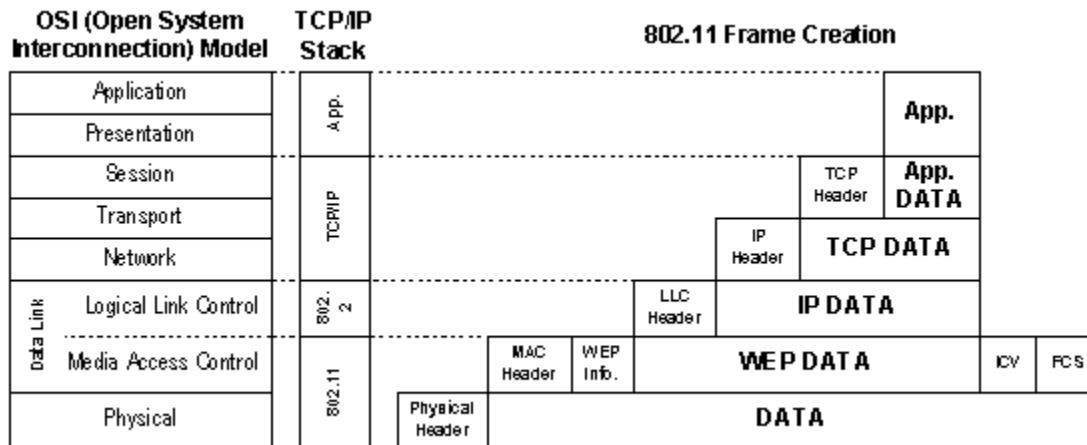 OSI (Open System
Interconnection) Model
TCP/IP
Stack
802.11 Frame Creation
Application
Presentation
Session
Transport
Network
Data Link
Logical Link Control
Media Access Control
Physical
App.
TCP/IP
802.
2
802.11
App.
TCP
Header
App.
DATA
IP
Header
TCP DATA
LLC
Header
IP DATA
MAC
Header
WEP
Info.
WEP DATA
ICV
FCS
Physical
Header
DATA